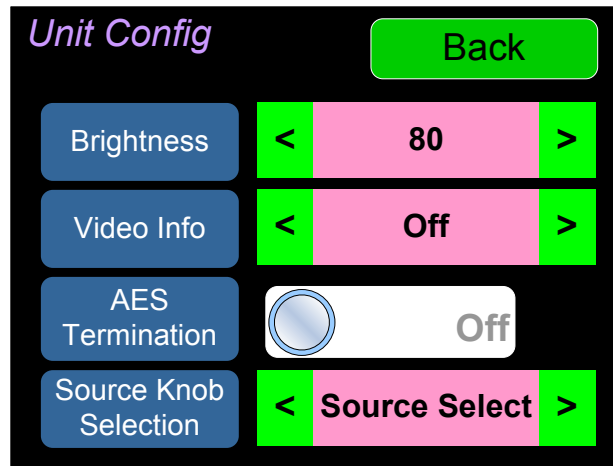 Unit Config
Back
Brightness
< 80 >
Video Info
< Off >
AES
Termination
Off
Source Knob
Selection
< Source Select >